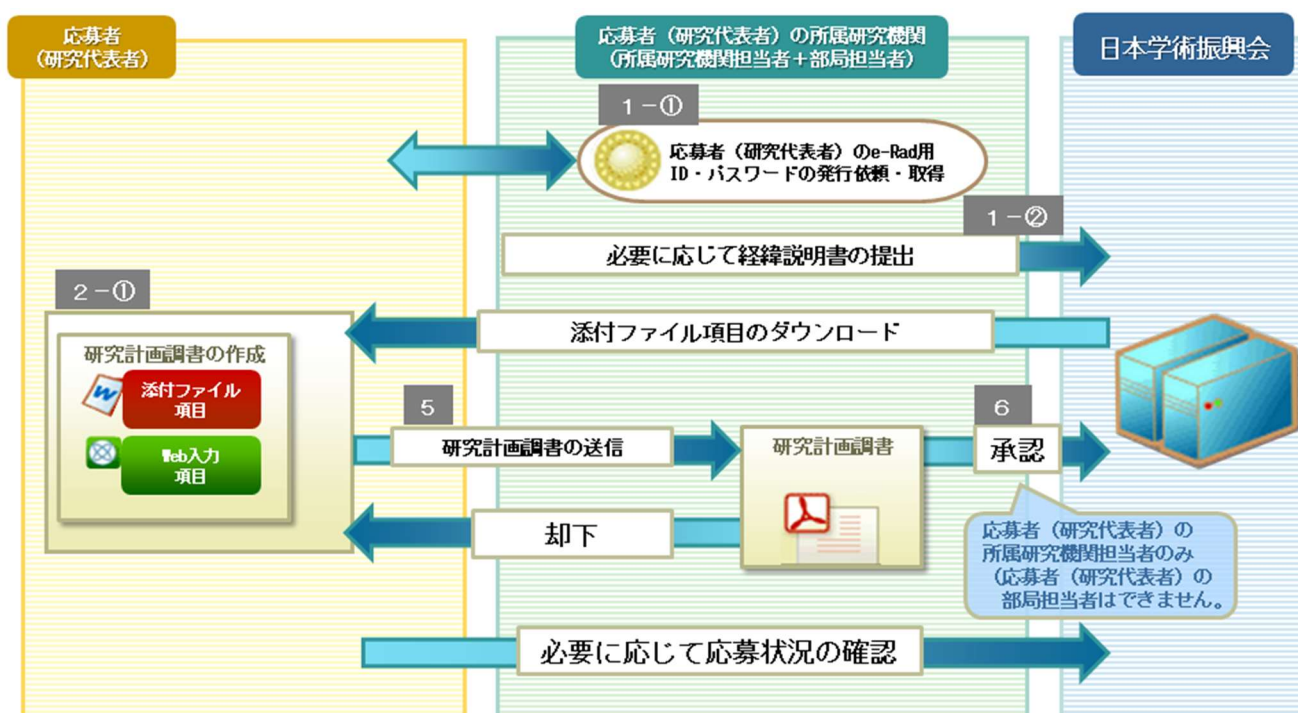 応募者
(研究代表者)
応募者（研究代表者）の所属研究機関
(所属研究機関担当者＋部局担当者)
日本学術振興会
1－①
応募者（研究代表者）のe-Rad用
ID・パスワードの発行依頼・取得
1－②
必要に応じて経緯説明書の提出
2－①
添付ファイル項目のダウンロード
研究計画調書の作成
W
添付ファイル
項目
Web入力
項目
5
研究計画調書の送信
研究計画調書
6
承認
却下
応募者（研究代表者）の
所属研究機関担当者のみ
（応募者（研究代表者）の
部局担当者はできません。
必要に応じて応募状況の確認